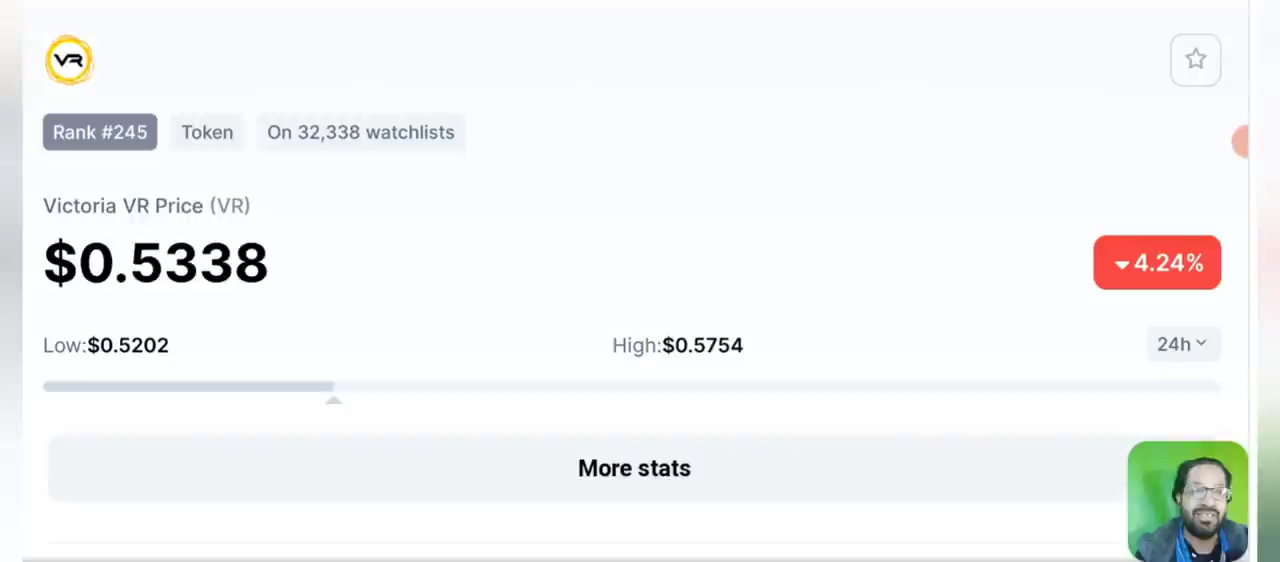 VR
Rank #245 Token On 32,338 watchlists
Victoria VR Price (VR)
$0.5338 4.24%
Low:$0.5202 High:$0.5754 24h
More stats